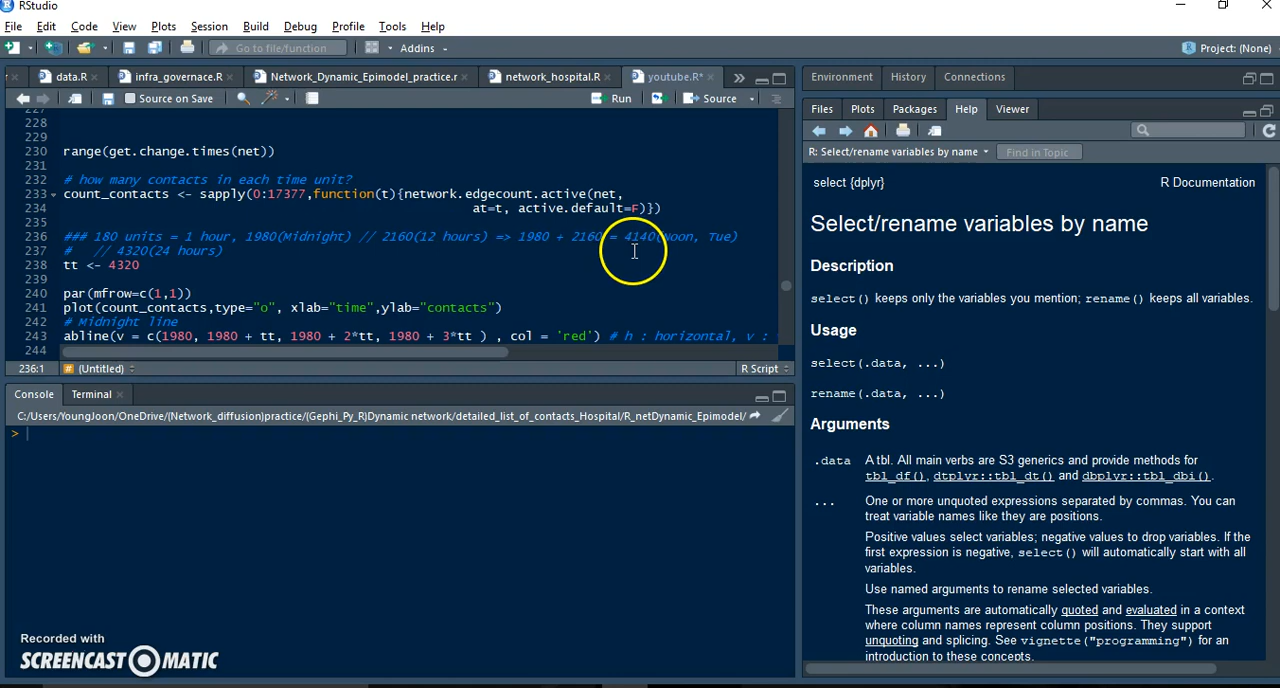 RStudio
File Edit Code View Plots Session Build Debug Profile Tools Help
Go to file/function Addins Project: (None)
data.R infra_governace.R Network_Dynamic_Epimodel_practice.r network_hospital.R youtube.R*
Source on Save Run Source
227
228
229
230 range(get.change.times(net))
231
232 # how many contacts in each time unit?
233 count_contacts <- sapply(0:17377,function(t){network.edgecount.active(net,
234 at=t, active.default=F)})
235
236 ### 180 units = 1 hour, 1980(Midnight) // 2160(12 hours) => 1980 + 2160 = 4140(Noon, Tue)
237 # // 4320(24 hours)
238 tt <- 4320
239
240 par(mfrow=c(1,1))
241 plot(count_contacts,type="o", xlab="time",ylab="contacts")
242 # Midnight line
243 abline(v = c(1980, 1980 + tt, 1980 + 2*tt, 1980 + 3*tt ) , col = 'red') # h : horizontal, v :
244
236:1 # (Untitled) R Script
Console Terminal
C:/Users/YoungJoon/OneDrive/(Network_diffusion)practice/(Gephi_Py_R)Dynamic network/detailed_list_of_contacts_Hospital/R_netDynamic_Epimodel/
>
Recorded with
SCREENCAST-O-MATIC
Environment History Connections
Files Plots Packages Help Viewer
R: Select/rename variables by name Find in Topic
select {dplyr} R Documentation
Select/rename variables by name
Description
select() keeps only the variables you mention; rename() keeps all variables.
Usage
select(.data, ...)
rename(.data, ...)
Arguments
.data A tbl. All main verbs are S3 generics and provide methods for
tbl_df(), dtplyr::tbl_dt() and dbplyr::tbl_dbi().
... One or more unquoted expressions separated by commas. You can
treat variable names like they are positions.
Positive values select variables; negative values to drop variables. If the
first expression is negative, select() will automatically start with all
variables.
Use named arguments to rename selected variables.
These arguments are automatically quoted and evaluated in a context
where column names represent column positions. They support
unquoting and splicing. See vignette("programming") for an
introduction to these concepts.